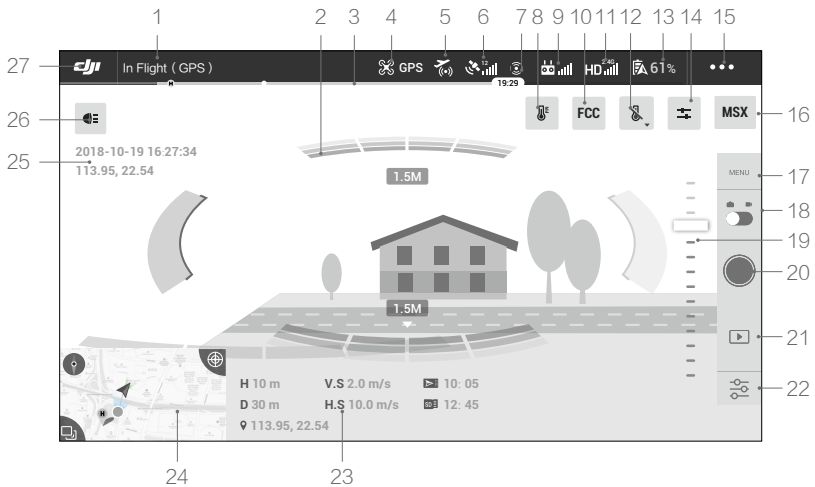 1 2 3 4 5 6 7 8 9 10 11 12 13 14 15
27 dji In Flight ( GPS ) GPS 12 HD 2.4G 61%
H 19:29
26 E FCC MSX 16
25 2018-10-19 16:27:34
113.95, 22.54
1.5M
MENU 17
18
19
20
1.5M
21
H 10 m V.S 2.0 m/s 10: 05
D 30 m H.S 10.0 m/s SD 12: 45
113.95, 22.54
H
22
24 23